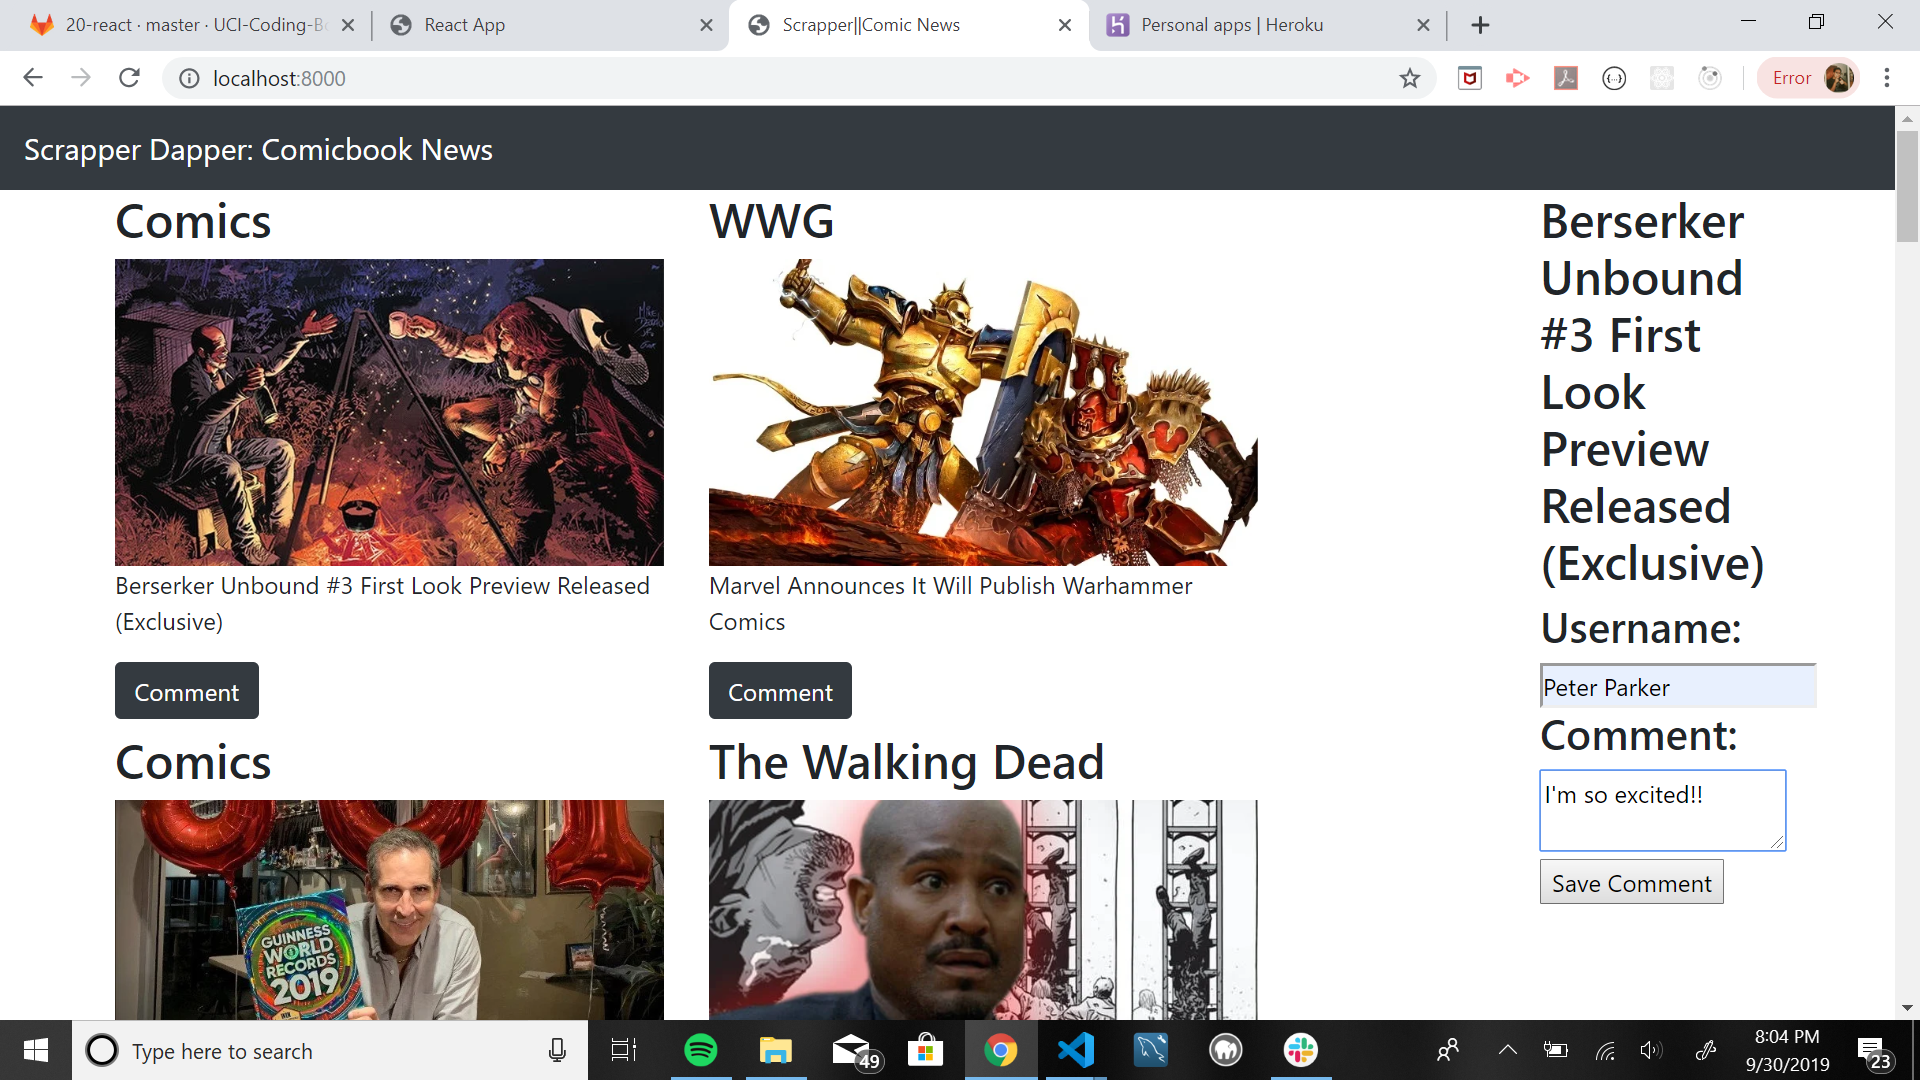 20-react · master · UCI-Coding-Bo
React App
Scrapper||Comic News
Personal apps | Heroku
localhost:8000
Error
Scrapper Dapper: Comicbook News
Comics
Berserker Unbound #3 First Look Preview Released
(Exclusive)
Comment
WWG
Marvel Announces It Will Publish Warhammer
Comics
Comment
Comics
GUINNESS
WORLD
RECORDS
2019
The Walking Dead
Berserker
Unbound
#3 First
Look
Preview
Released
(Exclusive)
Username:
Peter Parker
Comment:
I'm so excited!!
Save Comment
Type here to search
49
8:04 PM
9/30/2019
23